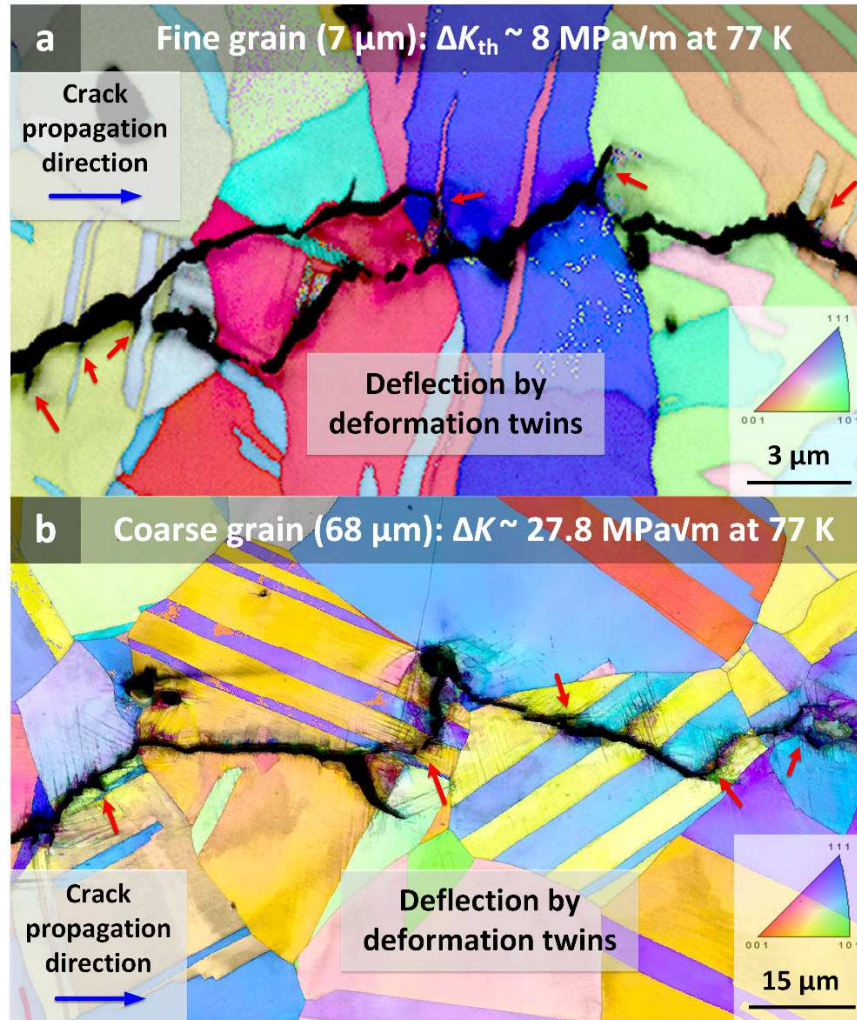 a
Fine grain (7 µm): ΔKth ~ 8 MPa√m at 77 K
Crack
propagation
direction
Deflection by
deformation twins
111
001
101
3 µm
b
Coarse grain (68 µm): ΔK ~ 27.8 MPa√m at 77 K
Crack
propagation
direction
Deflection by
deformation twins
111
001
15 µm